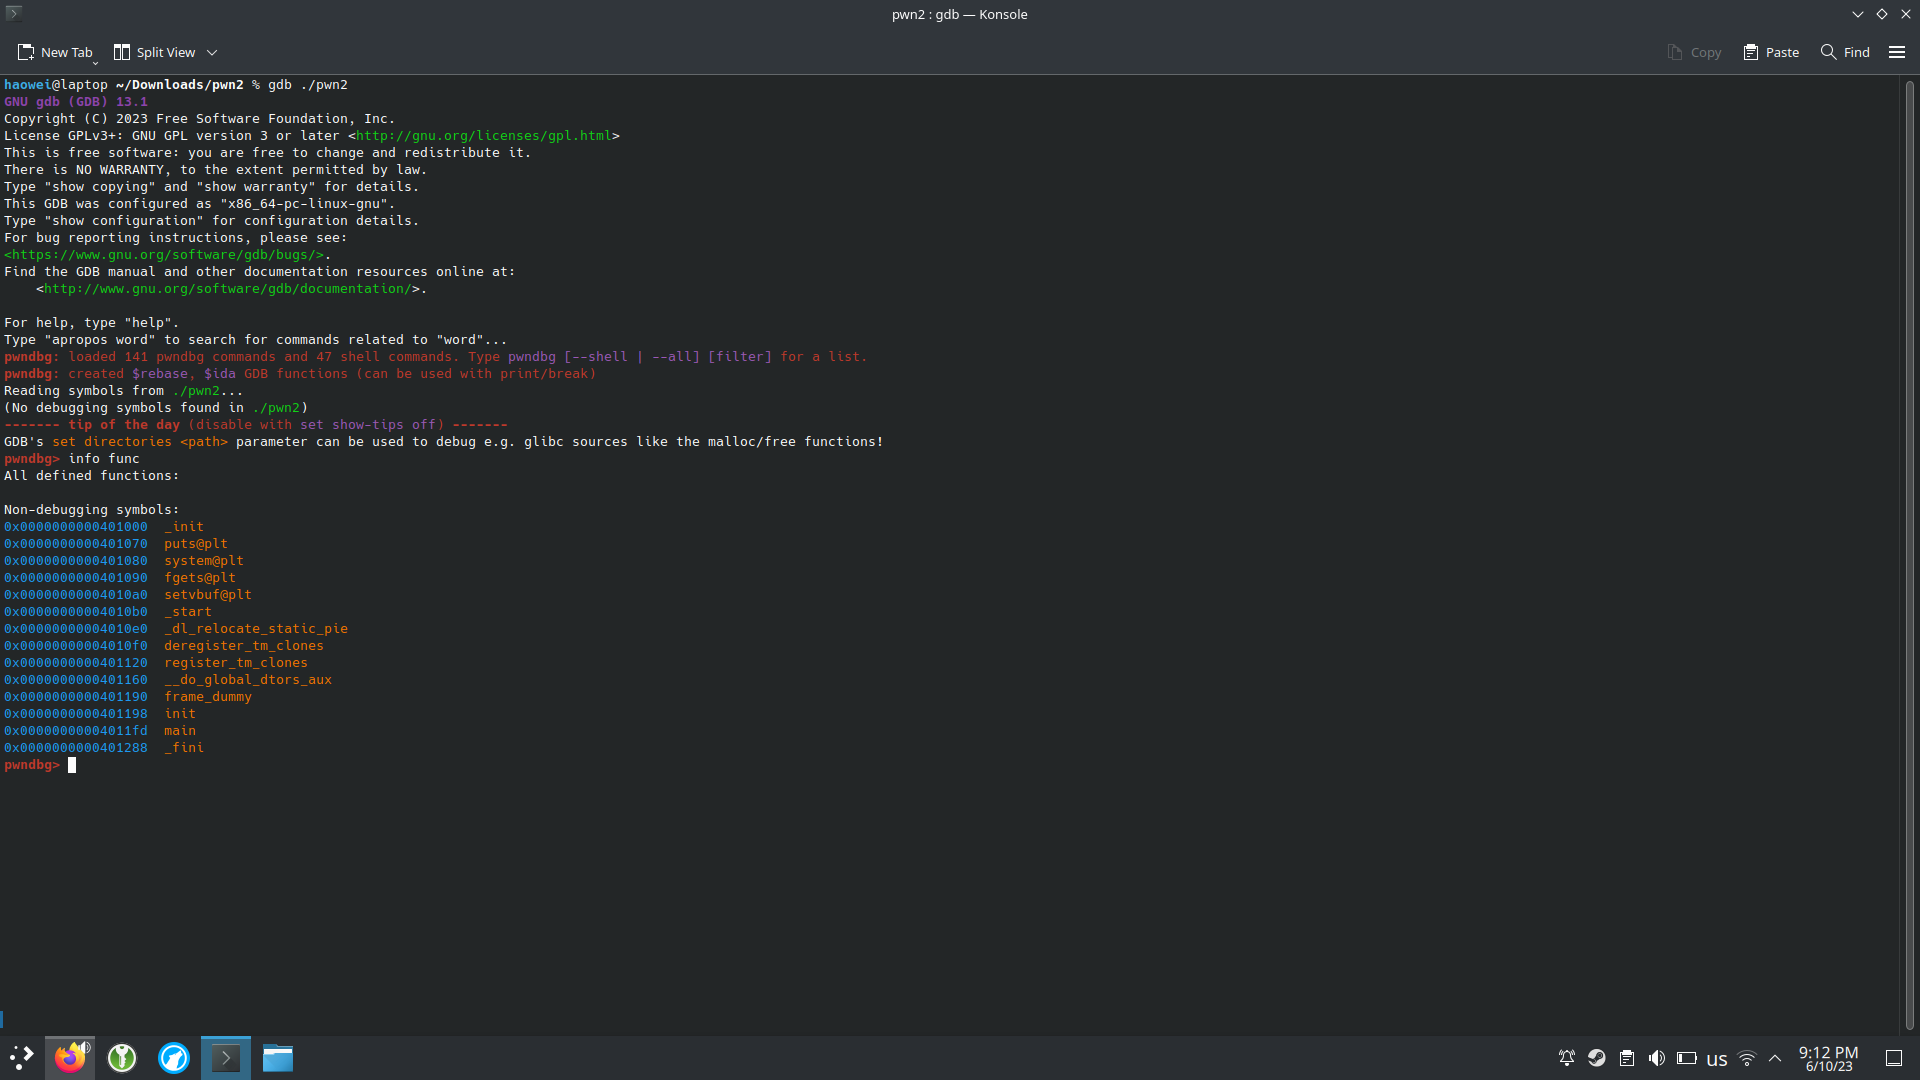 pwn2 : gdb — Konsole
New Tab
Split View
Copy
Paste
Find
haowei@laptop ~/Downloads/pwn2 % gdb ./pwn2
GNU gdb (GDB) 13.1
Copyright (C) 2023 Free Software Foundation, Inc.
License GPLv3+: GNU GPL version 3 or later <http://gnu.org/licenses/gpl.html>
This is free software: you are free to change and redistribute it.
There is NO WARRANTY, to the extent permitted by law.
Type "show copying" and "show warranty" for details.
This GDB was configured as "x86_64-pc-linux-gnu".
Type "show configuration" for configuration details.
For bug reporting instructions, please see:
<https://www.gnu.org/software/gdb/bugs/>.
Find the GDB manual and other documentation resources online at:
    <http://www.gnu.org/software/gdb/documentation/>.
For help, type "help".
Type "apropos word" to search for commands related to "word"...
pwndbg: loaded 141 pwndbg commands and 47 shell commands. Type pwndbg [--shell | --all] [filter] for a list.
pwndbg: created $rebase, $ida GDB functions (can be used with print/break)
Reading symbols from ./pwn2...
(No debugging symbols found in ./pwn2)
------- tip of the day (disable with set show-tips off) -------
GDB's set directories <path> parameter can be used to debug e.g. glibc sources like the malloc/free functions!
pwndbg> info func
All defined functions:
Non-debugging symbols:
0x0000000000401000  _init
0x0000000000401070  puts@plt
0x0000000000401080  system@plt
0x0000000000401090  fgets@plt
0x00000000004010a0  setvbuf@plt
0x00000000004010b0  _start
0x00000000004010e0  _dl_relocate_static_pie
0x00000000004010f0  deregister_tm_clones
0x0000000000401120  register_tm_clones
0x0000000000401160  __do_global_dtors_aux
0x0000000000401190  frame_dummy
0x0000000000401198  init
0x00000000004011fd  main
0x0000000000401288  _fini
pwndbg>
us
9:12 PM
6/10/23